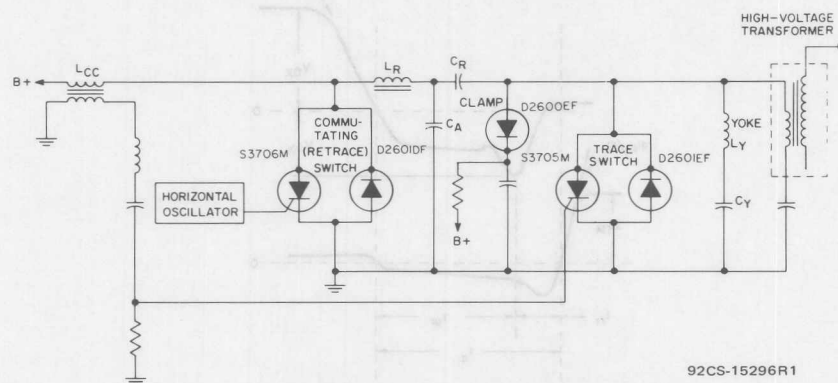 HIGH-VOLTAGE
TRANSFORMER
LCC
B+
LR
CR
CA
CLAMP
D2600EF
B+
COMMU-
TATING
(RETRACE)
SWITCH
S3706M
D2601DF
HORIZONTAL
OSCILLATOR
S3705M
TRACE
SWITCH
D2601EF
YOKE
LY
CY
92CS-15296R1